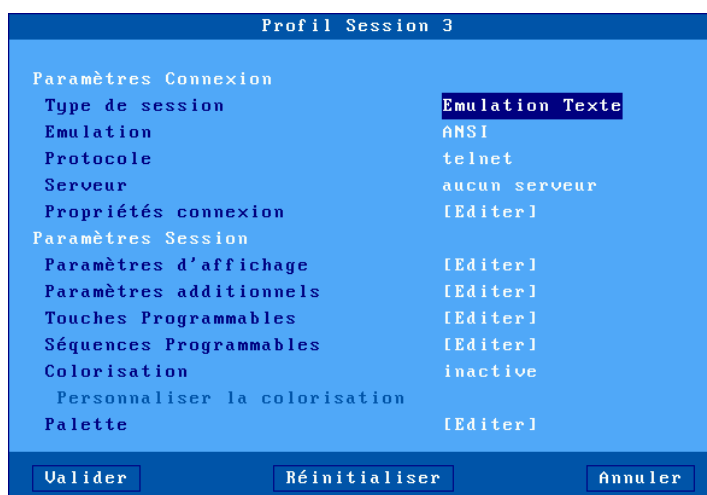 Profil Session 3
Paramètres Connexion
Type de session Emulation Texte
Emulation ANSI
Protocole telnet
Serveur aucun serveur
Propriétés connexion [Editer]
Paramètres Session
Paramètres d'affichage [Editer]
Paramètres additionnels [Editer]
Touches Programmables [Editer]
Séquences Programmables [Editer]
Colorisation inactive
Personnaliser la colorisation
Palette [Editer]
Valider Réinitialiser Annuler